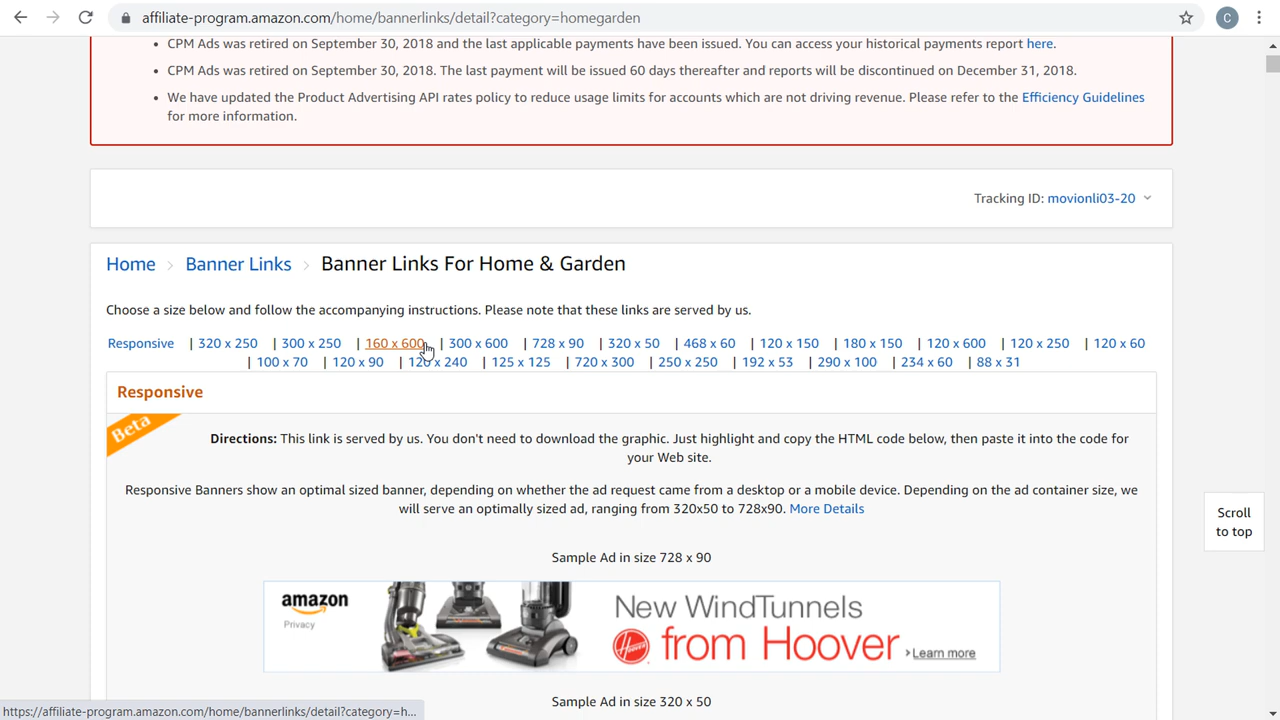 affiliate-program.amazon.com/home/bannerlinks/detail?category=homegarden
C
• CPM Ads was retired on September 30, 2018 and the last applicable payments have been issued. You can access your historical payments report here.
• CPM Ads was retired on September 30, 2018. The last payment will be issued 60 days thereafter and reports will be discontinued on December 31, 2018.
• We have updated the Product Advertising API rates policy to reduce usage limits for accounts which are not driving revenue. Please refer to the Efficiency Guidelines
for more information.
Tracking ID: movionli03-20
Home › Banner Links › Banner Links For Home & Garden
Choose a size below and follow the accompanying instructions. Please note that these links are served by us.
Responsive | 320 x 250 | 300 x 250 | 160 x 600 | 300 x 600 | 728 x 90 | 320 x 50 | 468 x 60 | 120 x 150 | 180 x 150 | 120 x 600 | 120 x 250 | 120 x 60
| 100 x 70 | 120 x 90 | 120 x 240 | 125 x 125 | 720 x 300 | 250 x 250 | 192 x 53 | 290 x 100 | 234 x 60 | 88 x 31
Responsive
Beta
Directions: This link is served by us. You don't need to download the graphic. Just highlight and copy the HTML code below, then paste it into the code for
your Web site.
Responsive Banners show an optimal sized banner, depending on whether the ad request came from a desktop or a mobile device. Depending on the ad container size, we
will serve an optimally sized ad, ranging from 320x50 to 728x90. More Details
Scroll
to top
Sample Ad in size 728 x 90
amazon
Privacy
New WindTunnels
Hoover
from Hoover
› Learn more
Sample Ad in size 320 x 50
https://affiliate-program.amazon.com/home/bannerlinks/detail?category=h...